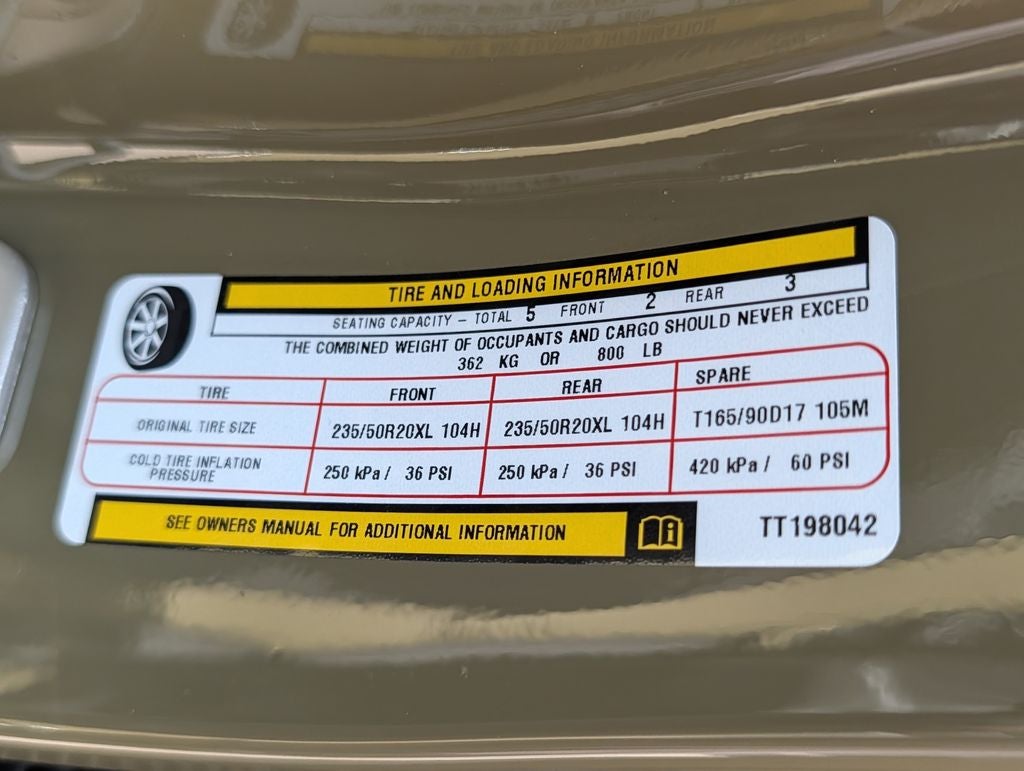 TIRE AND LOADING INFORMATION
SEATING CAPACITY – TOTAL 5 FRONT 2 REAR 3
THE COMBINED WEIGHT OF OCCUPANTS AND CARGO SHOULD NEVER EXCEED
362 KG OR 800 LB
TIRE FRONT REAR SPARE
ORIGINAL TIRE SIZE 235/50R20XL 104H 235/50R20XL 104H T165/90D17 105M
COLD TIRE INFLATION
PRESSURE 250 kPa / 36 PSI 250 kPa / 36 PSI 420 kPa / 60 PSI
SEE OWNERS MANUAL FOR ADDITIONAL INFORMATION
TT198042